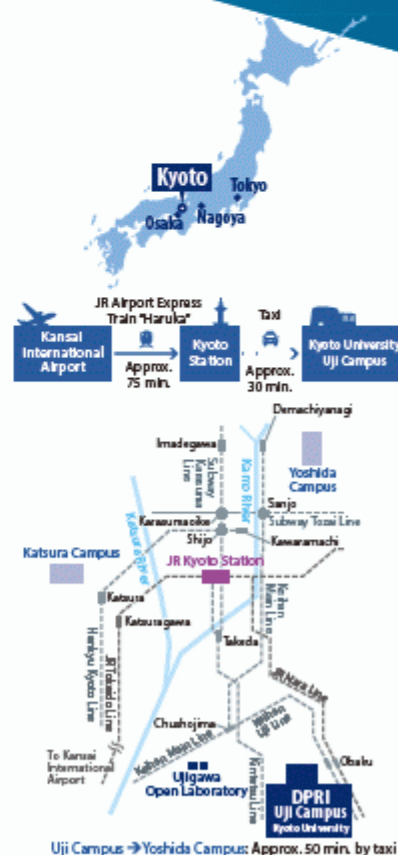 Kyoto
Tokyo
Osaka
Nagoya
JR Airport Express
Train "Haruka"
Taxi
Kansai
International
Airport
Approx.
75 min.
Kyoto
Station
Approx.
30 min.
Kyoto University
Uji Campus
Demachiyanagi
Imadegawa
Subway
Karasuma
Line
Kamo River
Yoshida
Campus
Katsura River
Sanjo
Karasumaoike
Subway Tozai Line
Shijo
Kawaramachi
Katsura Campus
JR Kyoto Station
Katsura
Katsuragawa
Keihan
Main Line
Takeda
Hankyu Kyoto Line
JR Tokaido Line
JR Nara Line
Chushojima
Keihan Main Line
Keihan
Uji Line
To Kansai
International
Airport
Ujigawa
Open Laboratory
Kintetsu Line
Obaku
DPRI
Uji Campus
Kyoto University
Uji Campus → Yoshida Campus: Approx. 50 min. by taxi